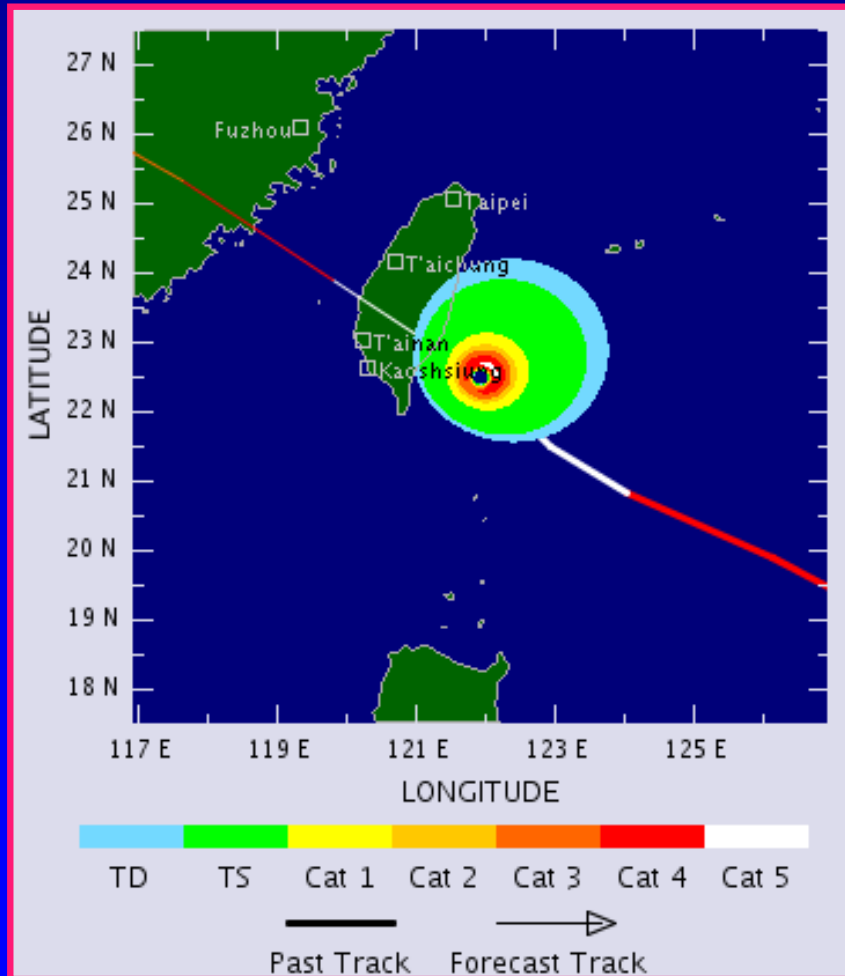 27 N
26 N
Fuzhou
25 N
Taipei
24 N
T'aichung
23 N
T'ainan
Kaoshsiung
22 N
21 N
20 N
19 N
18 N
LATITUDE
117 E 119 E 121 E 123 E 125 E
LONGITUDE
TD TS Cat 1 Cat 2 Cat 3 Cat 4 Cat 5
Past Track Forecast Track